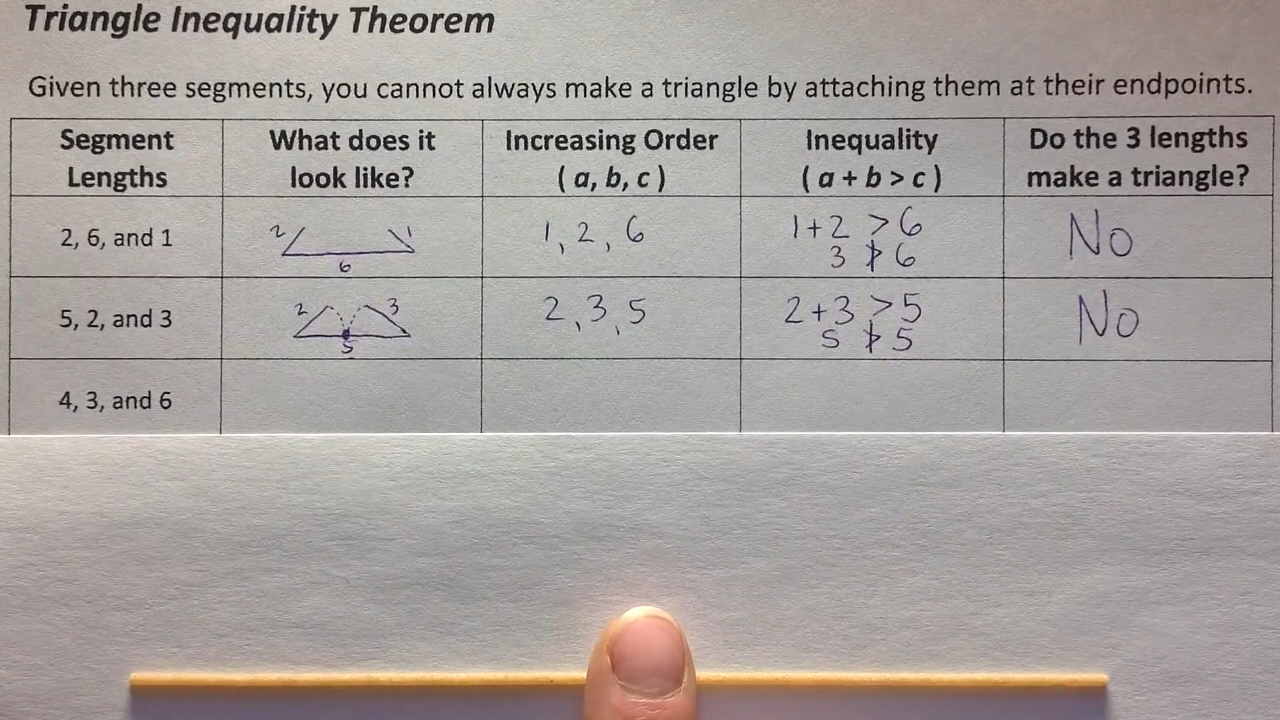 Triangle Inequality Theorem
Given three segments, you cannot always make a triangle by attaching them at their endpoints.
Segment Lengths
What does it look like?
Increasing Order ( a, b, c )
Inequality ( a + b > c )
Do the 3 lengths make a triangle?
2, 6, and 1
2 1
6
1, 2, 6
1+2 > 6
3 ≯ 6
No
5, 2, and 3
2 3
5
2, 3, 5
2+3 > 5
5 ≯ 5
No
4, 3, and 6